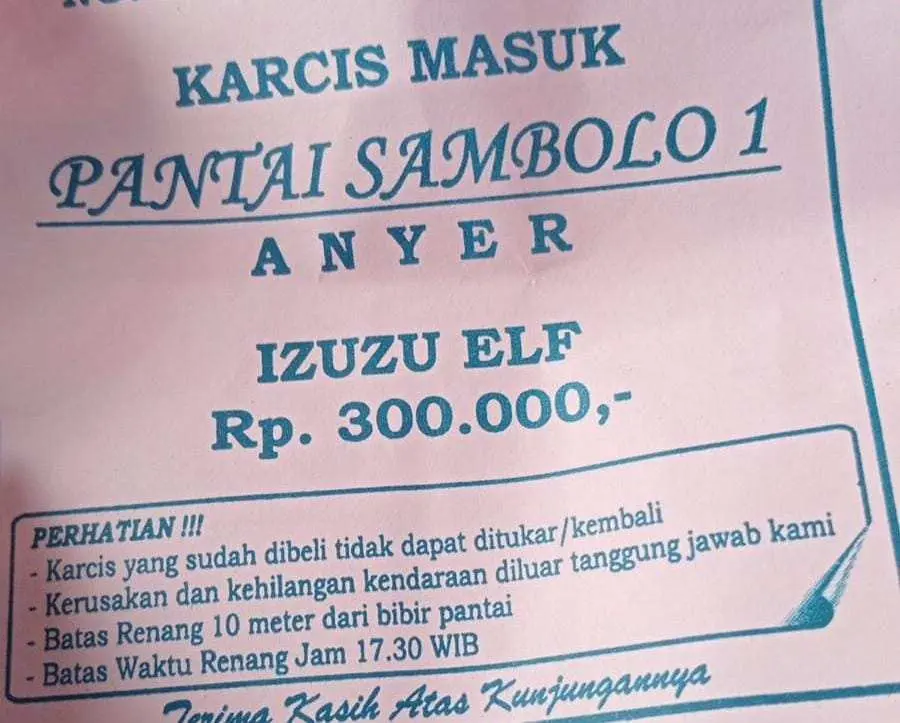 KARCIS MASUK
PANTAI SAMBOLO 1
ANYER
IZUZU ELF
Rp. 300.000,-
PERHATIAN !!!
- Karcis yang sudah dibeli tidak dapat ditukar/kembali
- Kerusakan dan kehilangan kendaraan diluar tanggung jawab kami
- Batas Renang 10 meter dari bibir pantai
- Batas Waktu Renang Jam 17.30 WIB
Terima Kasih Atas Kunjungannya